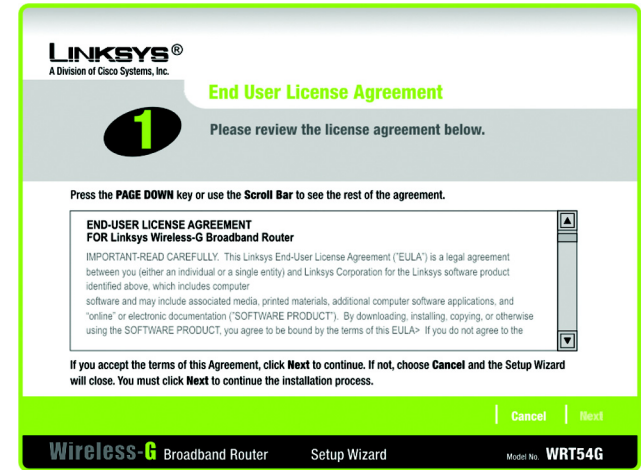 LINKSYS®
A Division of Cisco Systems, Inc.
End User License Agreement
1
Please review the license agreement below.
Press the PAGE DOWN key or use the Scroll Bar to see the rest of the agreement.
END-USER LICENSE AGREEMENT
FOR Linksys Wireless-G Broadband Router
IMPORTANT-READ CAREFULLY. This Linksys End-User License Agreement ("EULA") is a legal agreement
between you (either an individual or a single entity) and Linksys Corporation for the Linksys software product
identified above, which includes computer
software and may include associated media, printed materials, additional computer software applications, and
"online" or electronic documentation ("SOFTWARE PRODUCT"). By downloading, installing, copying, or otherwise
using the SOFTWARE PRODUCT, you agree to be bound by the terms of this EULA> If you do not agree to the
If you accept the terms of this Agreement, click Next to continue. If not, choose Cancel and the Setup Wizard
will close. You must click Next to continue the installation process.
Cancel Next
Wireless-G Broadband Router Setup Wizard Model No. WRT54G